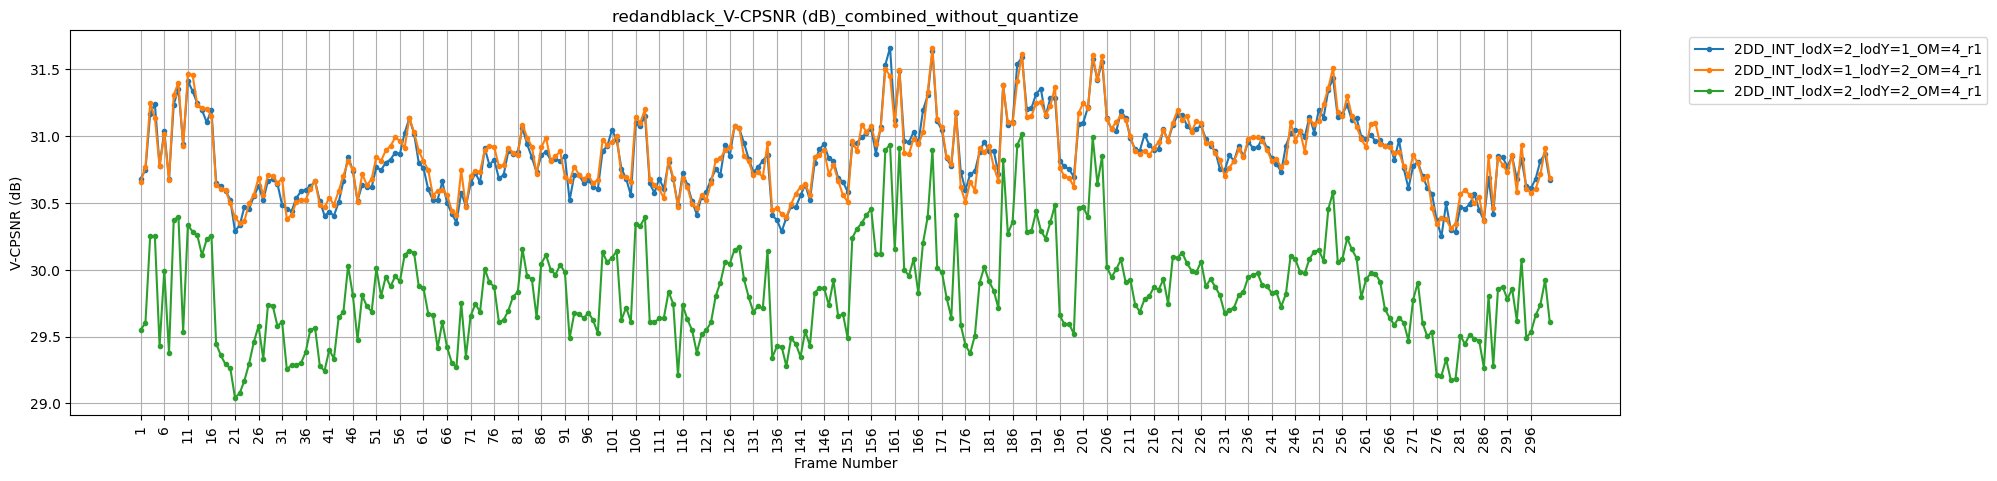 redandblack_V-CPSNR (dB)_combined_without_quantize
2DD_INT_lodX=2_lodY=1_OM=4_r1
2DD_INT_lodX=1_lodY=2_OM=4_r1
2DD_INT_lodX=2_lodY=2_OM=4_r1
V-CPSNR (dB)
31.5
31.0
30.5
30.0
29.5
29.0
1 6 11 16 21 26 31 36 41 46 51 56 61 66 71 76 81 86 91 96 101 106 111 116 121 126 131 136 141 146 151 156 161 166 171 176 181 186 191 196 201 206 211 216 221 226 231 236 241 246 251 256 261 266 271 276 281 286 291 296
Frame Number